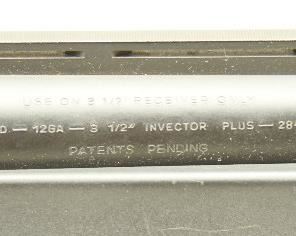 USE ON 3 1/2" RECEIVER ONLY
D — 12GA — 3 1/2" INVECTOR PLUS — 28
PATENTS PENDING